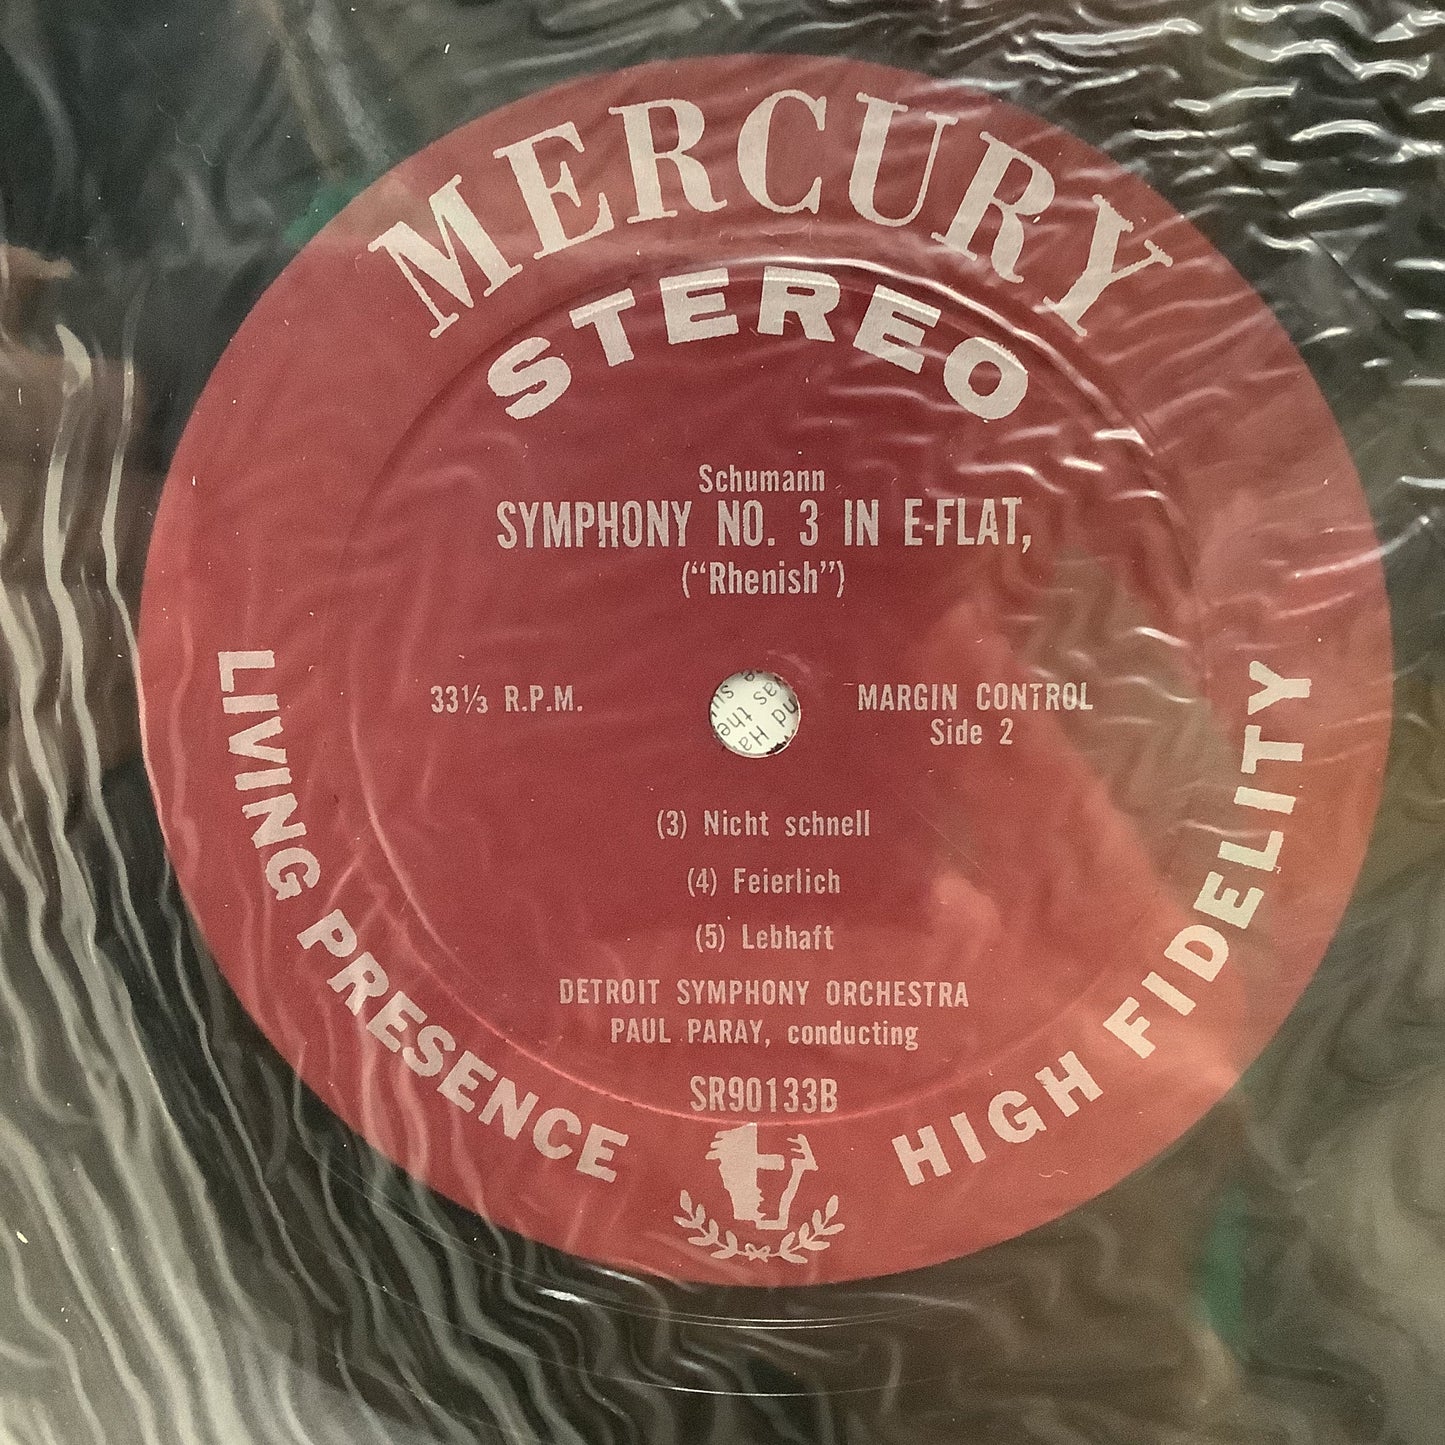 MERCURY
STEREO
Schumann
SYMPHONY NO. 3 IN E-FLAT,
(“Rhenish”)
33⅓ R.P.M.
MARGIN CONTROL
Side 2
(3) Nicht schnell
(4) Feierlich
(5) Lebhaft
DETROIT SYMPHONY ORCHESTRA
PAUL PARAY, conducting
SR90133B
LIVING PRESENCE
HIGH FIDELITY